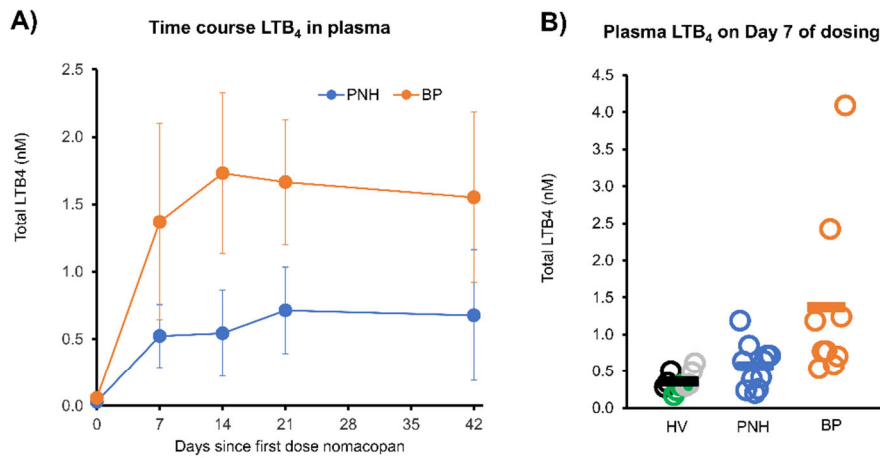 A)
Time course LTB4 in plasma
PNH BP
Total LTB4 (nM)
2.5
2.0
1.5
1.0
0.5
0.0
0 7 14 21 28 35 42
Days since first dose nomacopan
B)
Plasma LTB4 on Day 7 of dosing
Total LTB4 (nM)
4.5
4.0
3.5
3.0
2.5
2.0
1.5
1.0
0.5
0.0
HV PNH BP